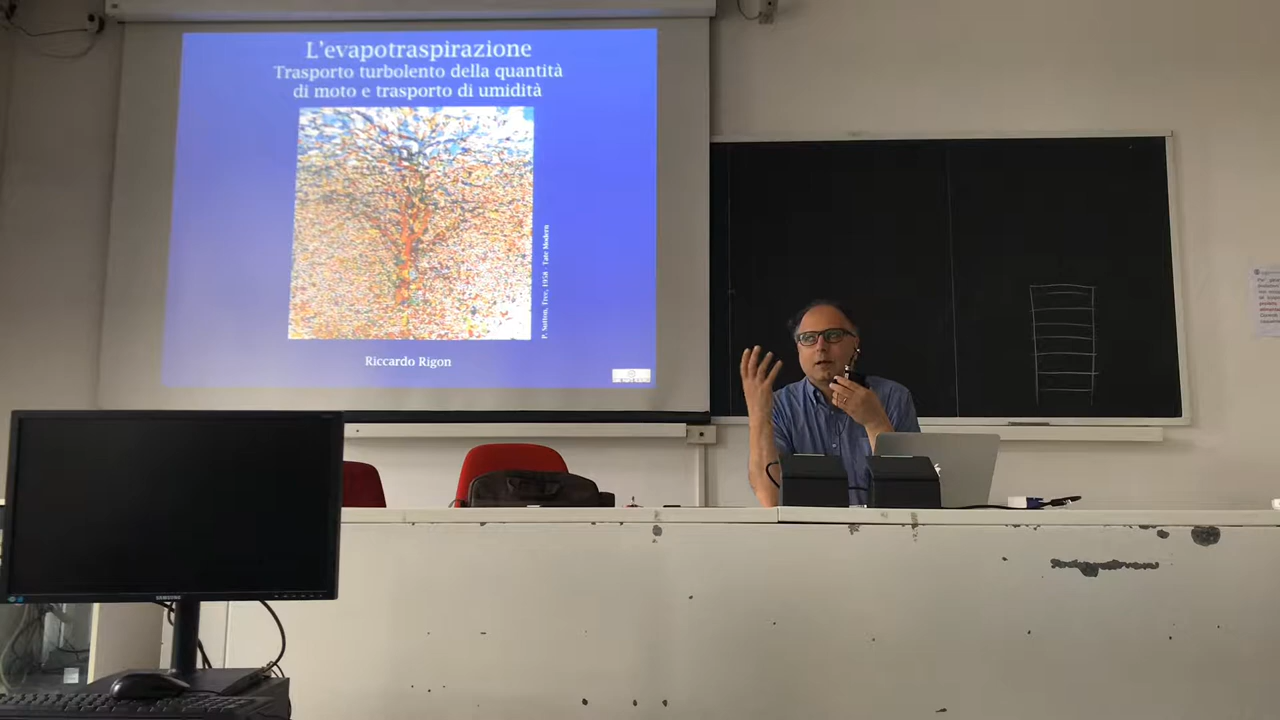 L'evapotraspirazione
Trasporto turbolento della quantità
di moto e trasporto di umidità
P. Sutton, Tree, 1958 - Tate Modern
Riccardo Rigon
SAMSUNG